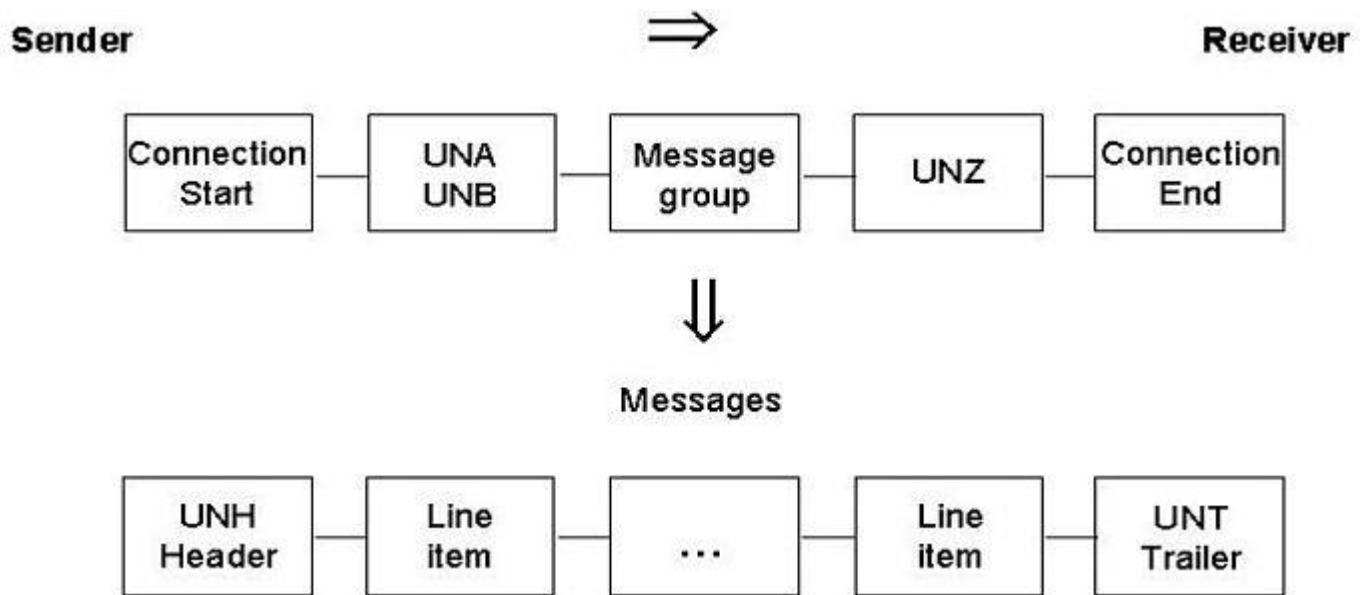 Sender
Receiver
Connection
Start
UNA
UNB
Message
group
UNZ
Connection
End
Messages
UNH
Header
Line
item
...
Line
item
UNT
Trailer